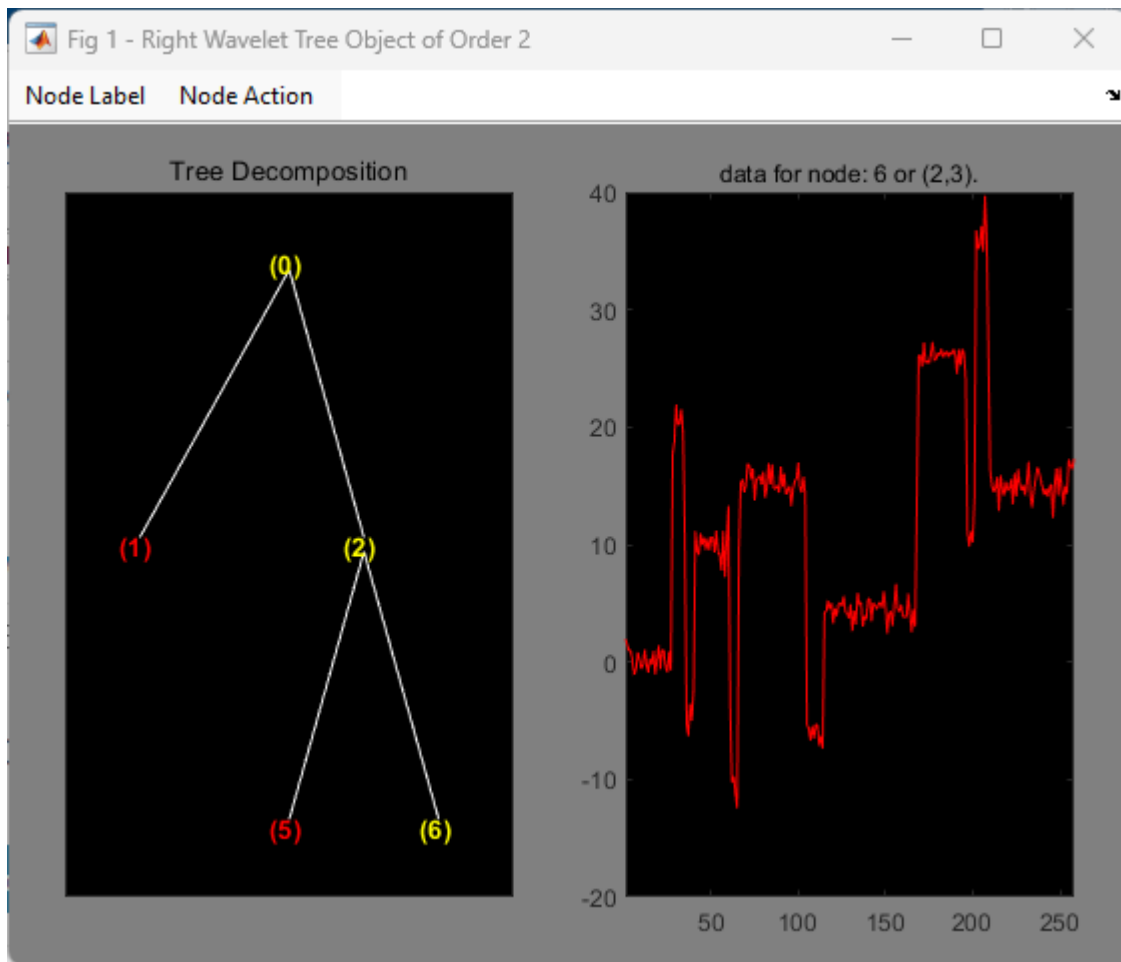 Fig 1 - Right Wavelet Tree Object of Order 2
Node Label Node Action
Tree Decomposition
(0)
(1)
(2)
(5)
(6)
data for node: 6 or (2,3).
40
30
20
10
0
-10
-20
50 100 150 200 250